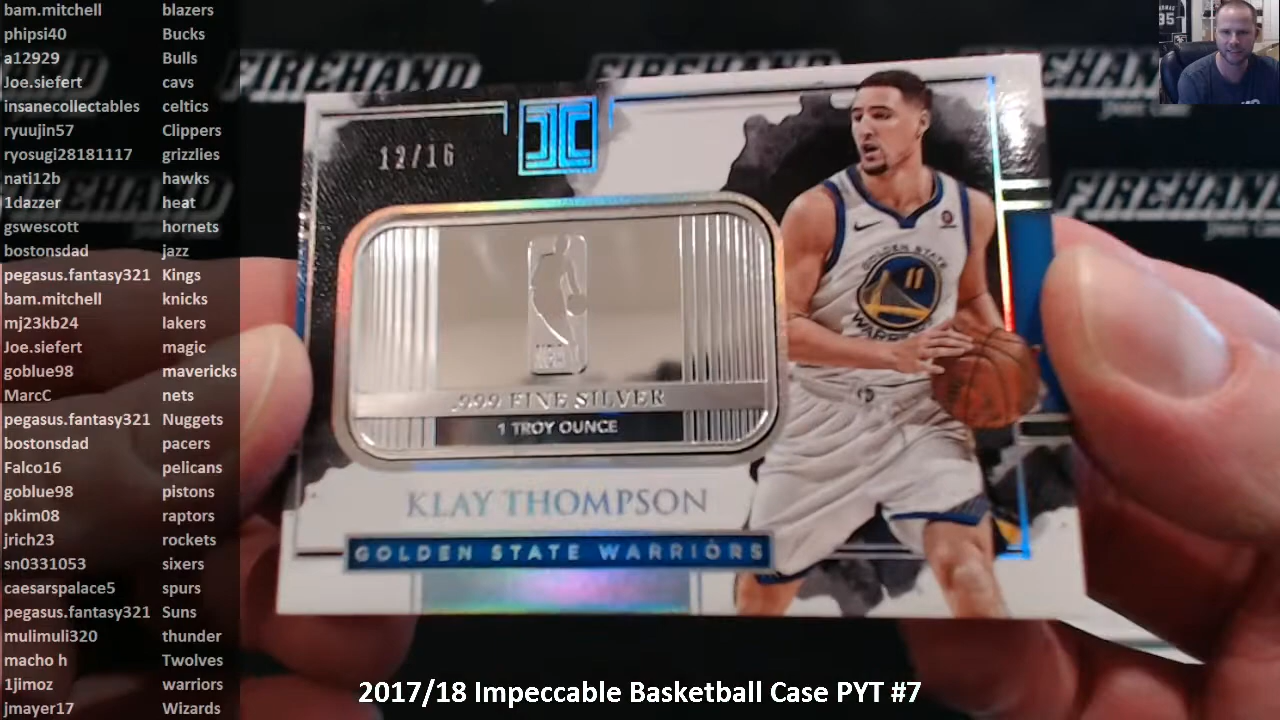 bam.mitchell blazers
phipsi40 Bucks
a12929 Bulls
Joe.siefert cavs
insanecollectables celtics
ryuujin57 Clippers
ryosugi28181117 grizzlies
nati12b hawks
1dazzer heat
gswescott hornets
bostonsdad jazz
pegasus.fantasy321 Kings
bam.mitchell knicks
mj23kb24 lakers
Joe.siefert magic
goblue98 mavericks
MarcC nets
pegasus.fantasy321 Nuggets
bostonsdad pacers
Falco16 pelicans
goblue98 pistons
pkim08 raptors
jrich23 rockets
sn0331053 sixers
caesarspalace5 spurs
pegasus.fantasy321 Suns
mulimuli320 thunder
macho h Twolves
1jimoz warriors
jmayer17 Wizards
FIREHAND
FIREHAND
FIREHAND
12/16
.999 FINE SILVER
1 TROY OUNCE
KLAY THOMPSON
GOLDEN STATE WARRIORS
GOLDEN STATE
11
WARRIORS
95
2017/18 Impeccable Basketball Case PYT #7